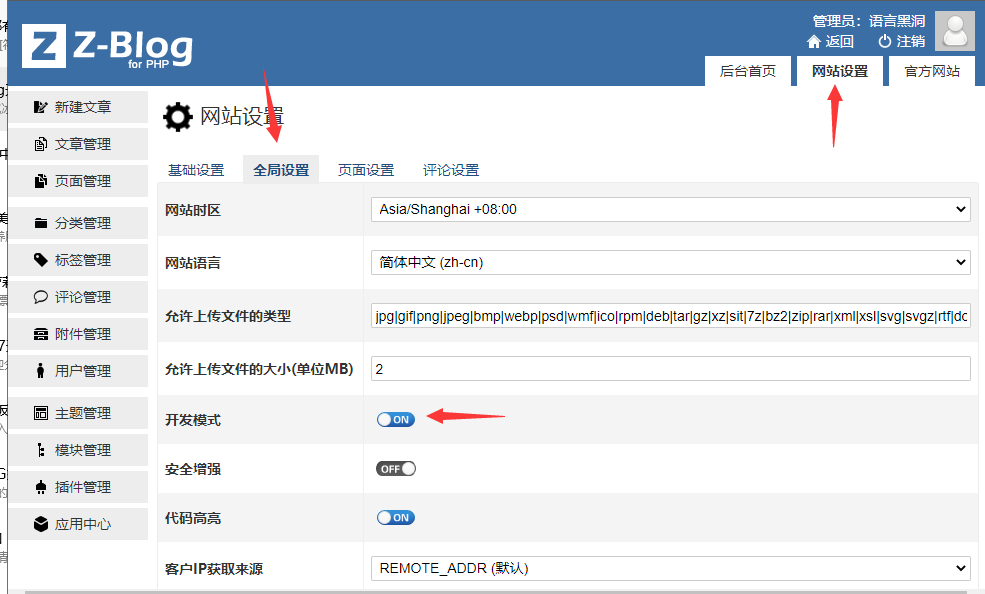 管理员：语言黑洞
返回 注销
Z Z-Blog
for PHP
后台首页 网站设置 官方网站
新建文章
文章管理
页面管理
分类管理
标签管理
评论管理
附件管理
用户管理
主题管理
模块管理
插件管理
应用中心
网站设置
基础设置 全局设置 页面设置 评论设置
网站时区 Asia/Shanghai +08:00
网站语言 简体中文 (zh-cn)
允许上传文件的类型 jpg|gif|png|jpeg|bmp|webp|psd|wmf|ico|rpm|deb|tar|gz|xz|sit|7z|bz2|zip|rar|xml|xsl|svg|svgz|rtf|dc
允许上传文件的大小(单位MB) 2
开发模式 ON
安全增强 OFF
代码高亮 ON
客户IP获取来源 REMOTE_ADDR (默认)